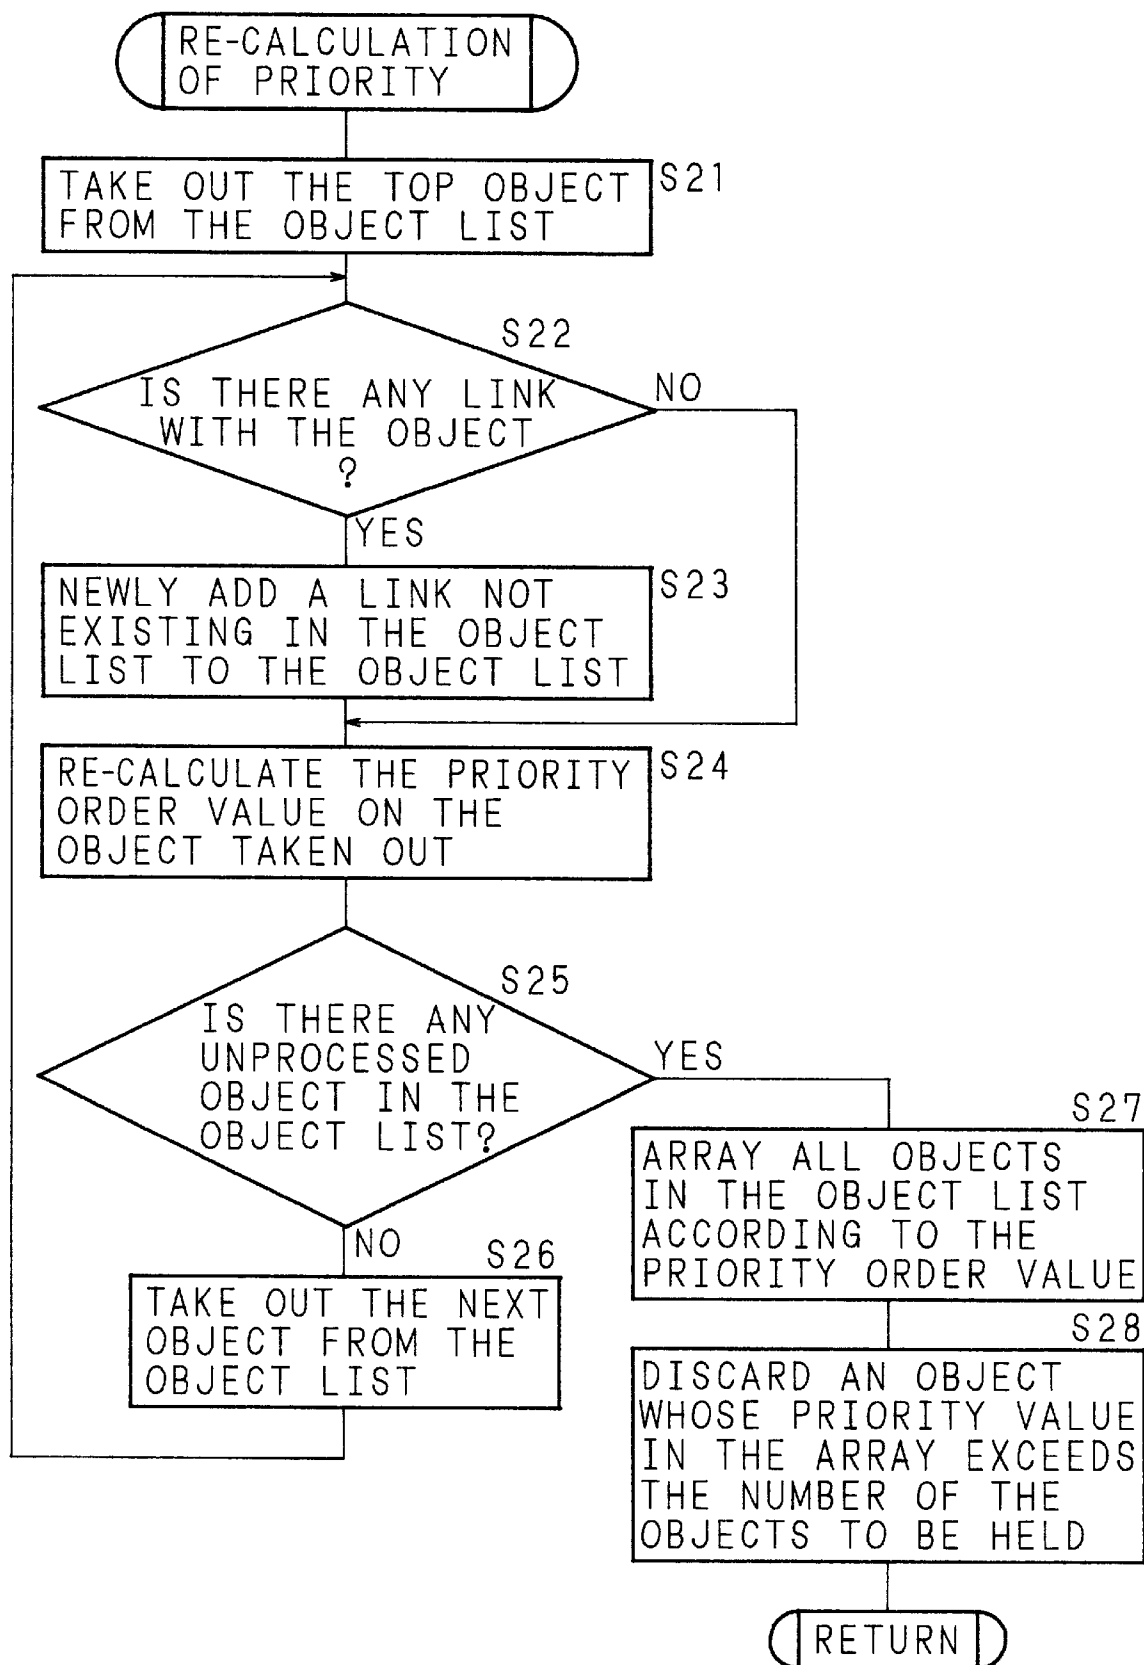 RE-CALCULATION
OF PRIORITY
S21
TAKE OUT THE TOP OBJECT
FROM THE OBJECT LIST
S22
IS THERE ANY LINK
WITH THE OBJECT
?
NO
YES
S23
NEWLY ADD A LINK NOT
EXISTING IN THE OBJECT
LIST TO THE OBJECT LIST
S24
RE-CALCULATE THE PRIORITY
ORDER VALUE ON THE
OBJECT TAKEN OUT
S25
IS THERE ANY
UNPROCESSED
OBJECT IN THE
OBJECT LIST?
YES
NO
S26
TAKE OUT THE NEXT
OBJECT FROM THE
OBJECT LIST
S27
ARRAY ALL OBJECTS
IN THE OBJECT LIST
ACCORDING TO THE
PRIORITY ORDER VALUE
S28
DISCARD AN OBJECT
WHOSE PRIORITY VALUE
IN THE ARRAY EXCEEDS
THE NUMBER OF THE
OBJECTS TO BE HELD
RETURN